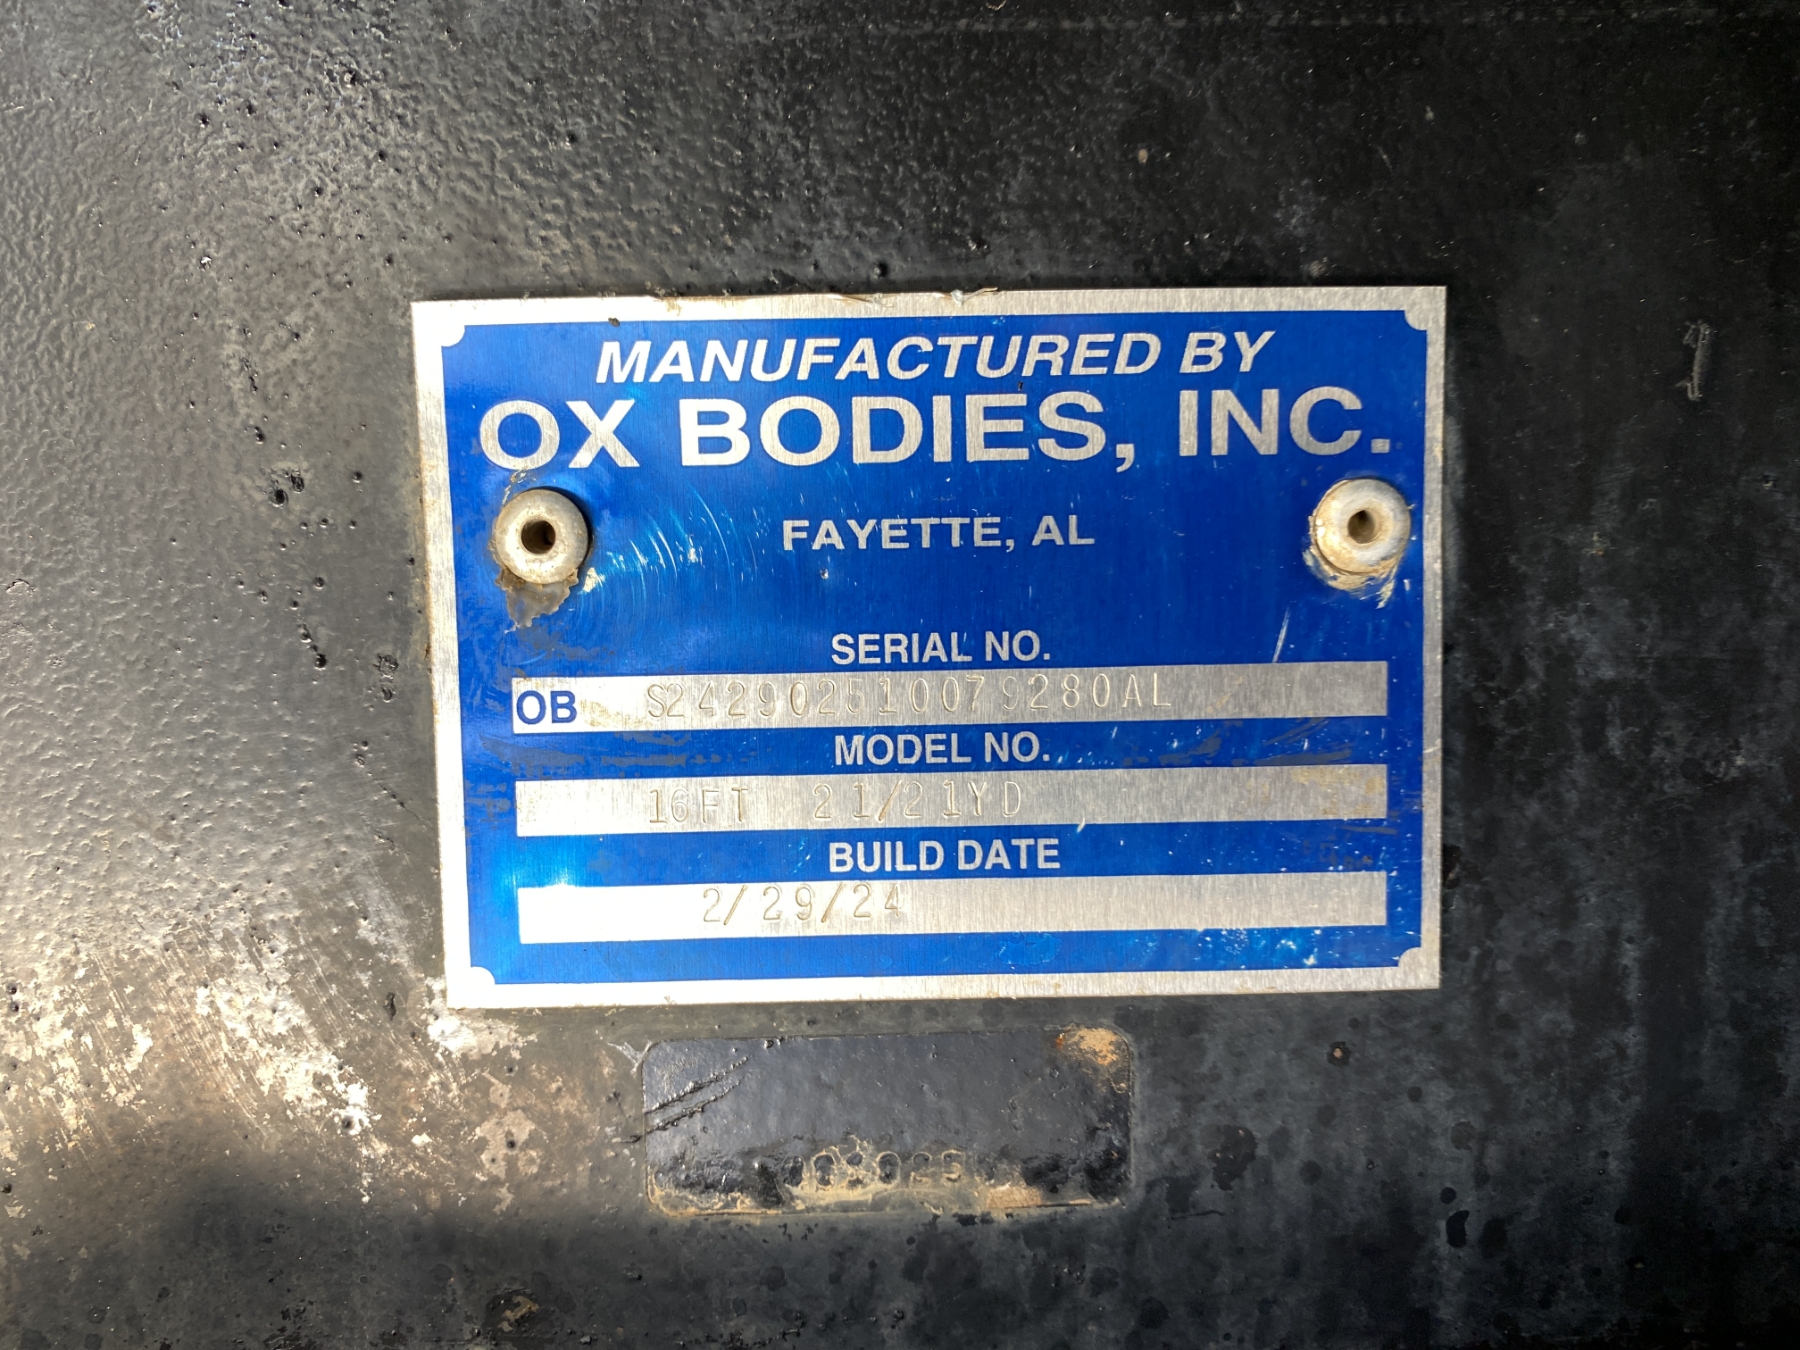 MANUFACTURED BY
OX BODIES, INC.
FAYETTE, AL
SERIAL NO.
OB S242902510079280AL
MODEL NO.
16FT 21/21YD
BUILD DATE
2/29/24